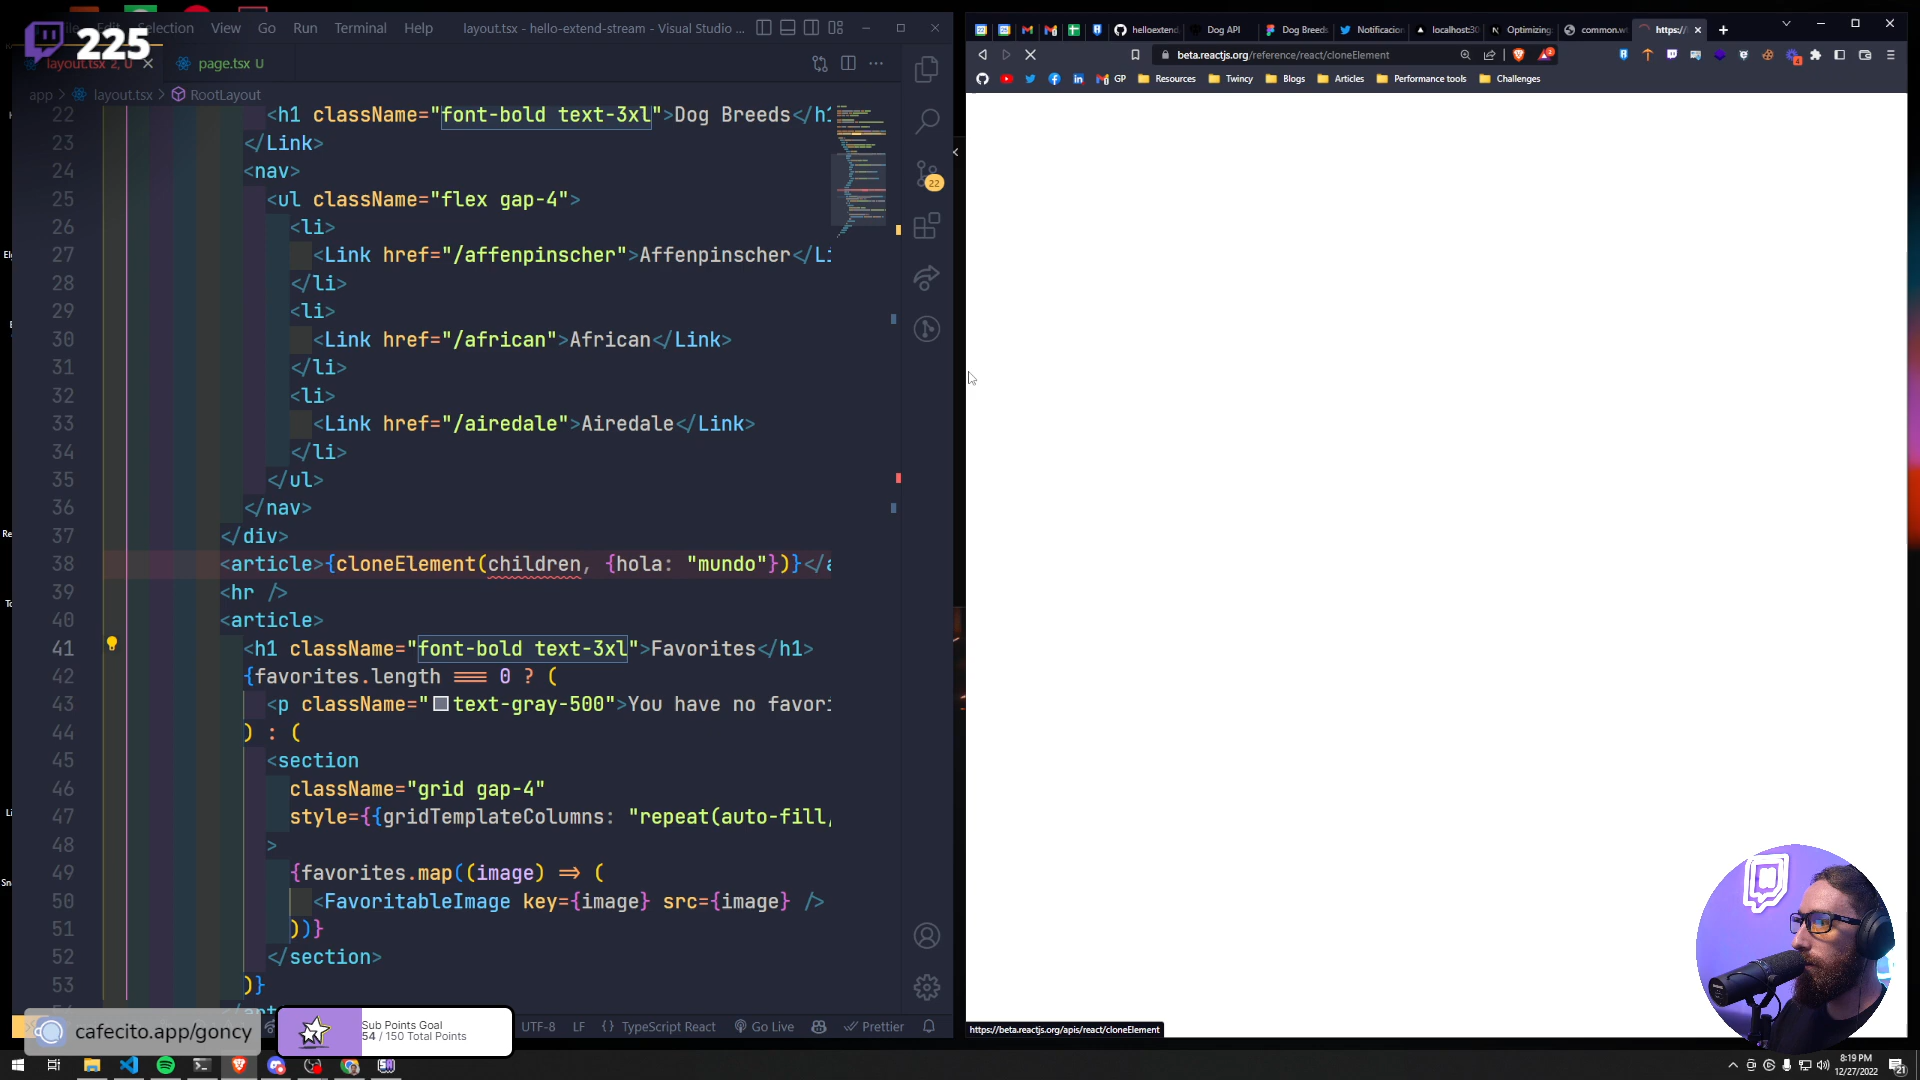 225
Selection View Go Run Terminal Help
layout.tsx - hello-extend-stream - Visual Studio ...
layout.tsx 2, U
page.tsx U
app > layout.tsx > RootLayout
22 <h1 className="font-bold text-3xl">Dog Breeds</h1
23 </Link>
24 <nav>
25 <ul className="flex gap-4">
26 <li>
27 <Link href="/affenpinscher">Affenpinscher</Li
28 </li>
29 <li>
30 <Link href="/african">African</Link>
31 </li>
32 <li>
33 <Link href="/airedale">Airedale</Link>
34 </li>
35 </ul>
36 </nav>
37 </div>
38 <article>{cloneElement(children, {hola: "mundo"})}</a
39 <hr />
40 <article>
41 <h1 className="font-bold text-3xl">Favorites</h1>
42 {favorites.length === 0 ? (
43 <p className="text-gray-500">You have no favori
44 ) : (
45 <section
46 className="grid gap-4"
47 style={{gridTemplateColumns: "repeat(auto-fill,
48 >
49 {favorites.map((image) => (
50 <FavoritableImage key={image} src={image} />
51 ))}
52 </section>
53 )}
22
cafecito.app/goncy
Sub Points Goal
54 / 150 Total Points
UTF-8 LF {} TypeScript React Go Live Prettier
helloextend
Dog API
Dog Breeds
Notificacion
localhost:30
Optimizing
common.w
https://
beta.reactjs.org/reference/react/cloneElement
2
4
GP Resources Twincy Blogs Articles Performance tools Challenges
https://beta.reactjs.org/apis/react/cloneElement
8:19 PM
12/27/2022
21